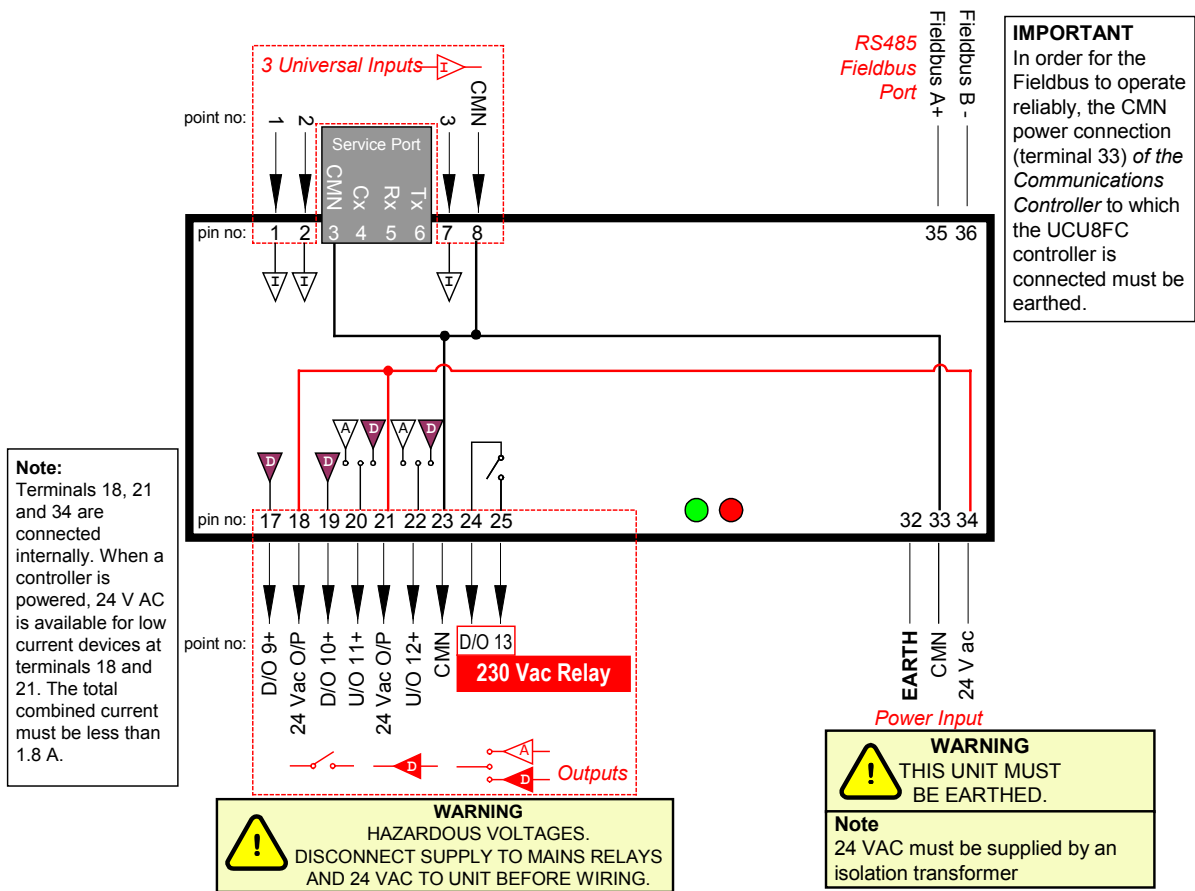 3 Universal Inputs
I
CMN
point no:
1
2
3
Service Port
CMN
Cx
Rx
Tx
pin no:
1
2
3
4
5
6
7
8
I
I
I
RS485
Fieldbus
Port
Fieldbus A+
Fieldbus B -
35
36
IMPORTANT
In order for the
Fieldbus to operate
reliably, the CMN
power connection
(terminal 33) of the
Communications
Controller to which
the UCU8FC
controller is
connected must be
earthed.
Note:
Terminals 18, 21
and 34 are
connected
internally. When a
controller is
powered, 24 V AC
is available for low
current devices at
terminals 18 and
21. The total
combined current
must be less than
1.8 A.
D
D
A
D
A
D
pin no:
17
18
19
20
21
22
23
24
25
32
33
34
point no:
D/O 9+
24 Vac O/P
D/O 10+
U/O 11+
24 Vac O/P
U/O 12+
CMN
D/O 13
230 Vac Relay
D
A
D
Outputs
EARTH
CMN
24 V ac
Power Input
WARNING
HAZARDOUS VOLTAGES.
DISCONNECT SUPPLY TO MAINS RELAYS
AND 24 VAC TO UNIT BEFORE WIRING.
WARNING
THIS UNIT MUST
BE EARTHED.
Note
24 VAC must be supplied by an
isolation transformer